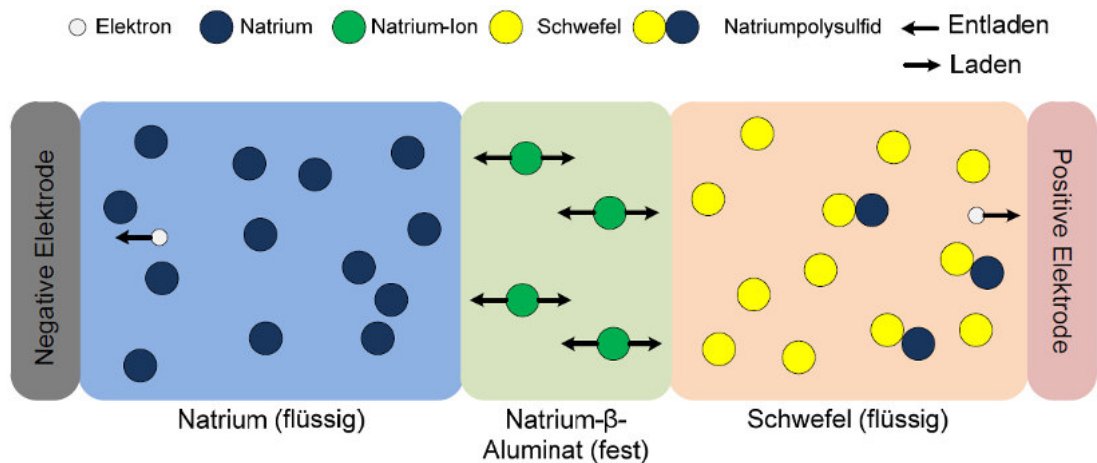 Elektron Natrium Natrium-Ion Schwefel Natriumpolysulfid Entladen
Laden
Negative Elektrode
Positive Elektrode
Natrium (flüssig)
Natrium-β-
Aluminat (fest)
Schwefel (flüssig)